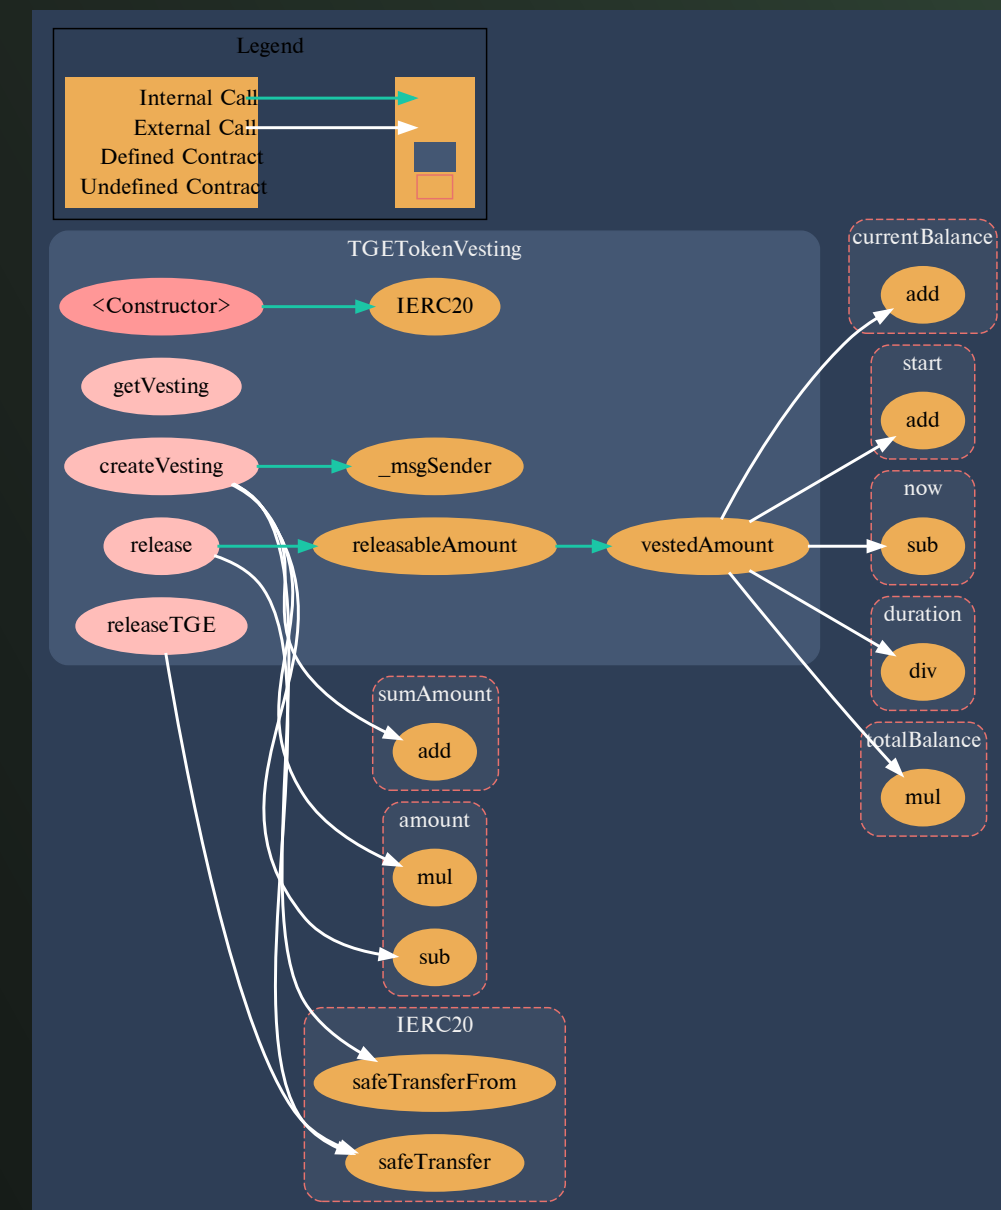 Legend
Internal Call
External Call
Defined Contract
Undefined Contract
TGETokenVesting
<Constructor>
IERC20
getVesting
createVesting
_msgSender
release
releasableAmount
vestedAmount
releaseTGE
currentBalance
add
start
add
now
sub
duration
div
totalBalance
mul
sumAmount
add
amount
mul
sub
IERC20
safeTransferFrom
safeTransfer